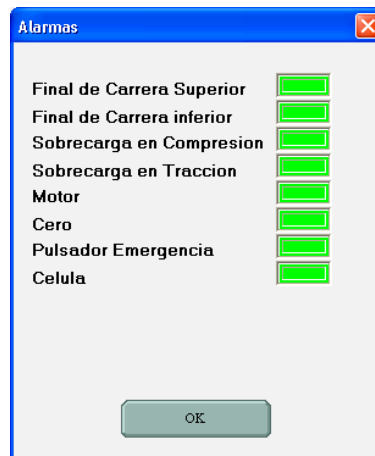 Alarmas
Final de Carrera Superior
Final de Carrera inferior
Sobrecarga en Compresion
Sobrecarga en Traccion
Motor
Cero
Pulsador Emergencia
Celula
OK